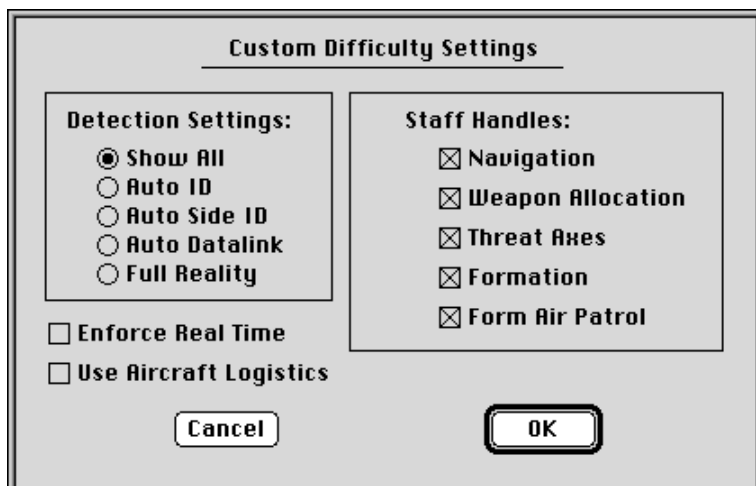 Custom Difficulty Settings
Detection Settings:
Show All
Auto ID
Auto Side ID
Auto Datalink
Full Reality
Enforce Real Time
Use Aircraft Logistics
Staff Handles:
Navigation
Weapon Allocation
Threat Axes
Formation
Form Air Patrol
Cancel
OK